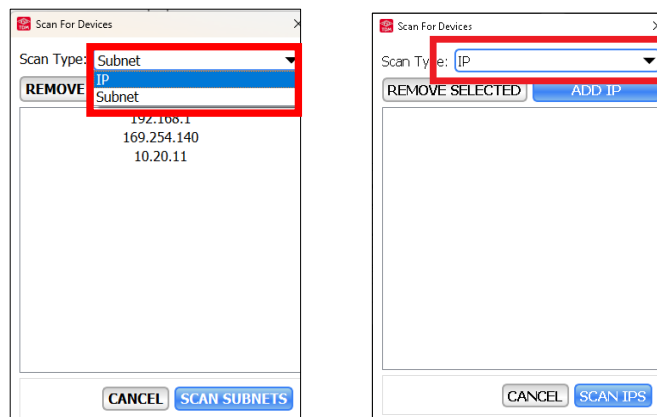 Scan For Devices
Scan Type: Subnet
IP
Subnet
REMOVE
192.168.1
169.254.140
10.20.11
CANCEL SCAN SUBNETS
Scan For Devices
Scan Type: IP
REMOVE SELECTED ADD IP
CANCEL SCAN IPS